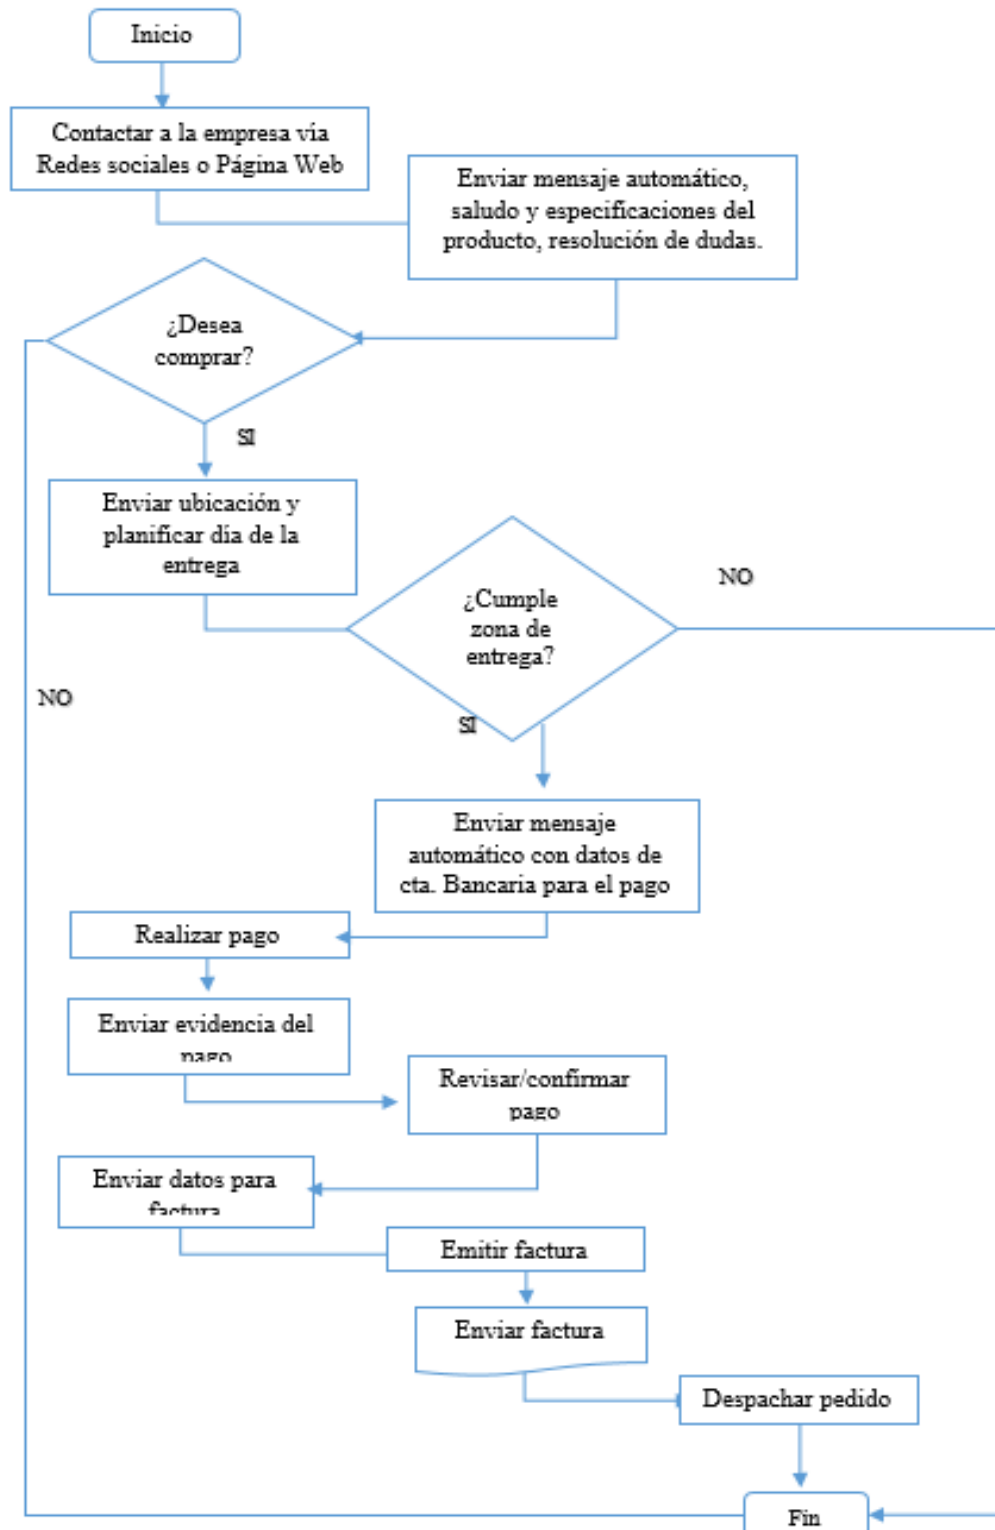 Inicio
Contactar a la empresa vía
Redes sociales o Página Web
Enviar mensaje automático,
saludo y especificaciones del
producto, resolución de dudas.
¿Desea
comprar?
SI
Enviar ubicación y
planificar día de la
entrega
¿Cumple
zona de
entrega?
NO
NO
SI
Enviar mensaje
automático con datos de
cta. Bancaria para el pago
Realizar pago
Enviar evidencia del
pago
Revisar/confirmar
pago
Enviar datos para
factura
Emitir factura
Enviar factura
Despachar pedido
Fin